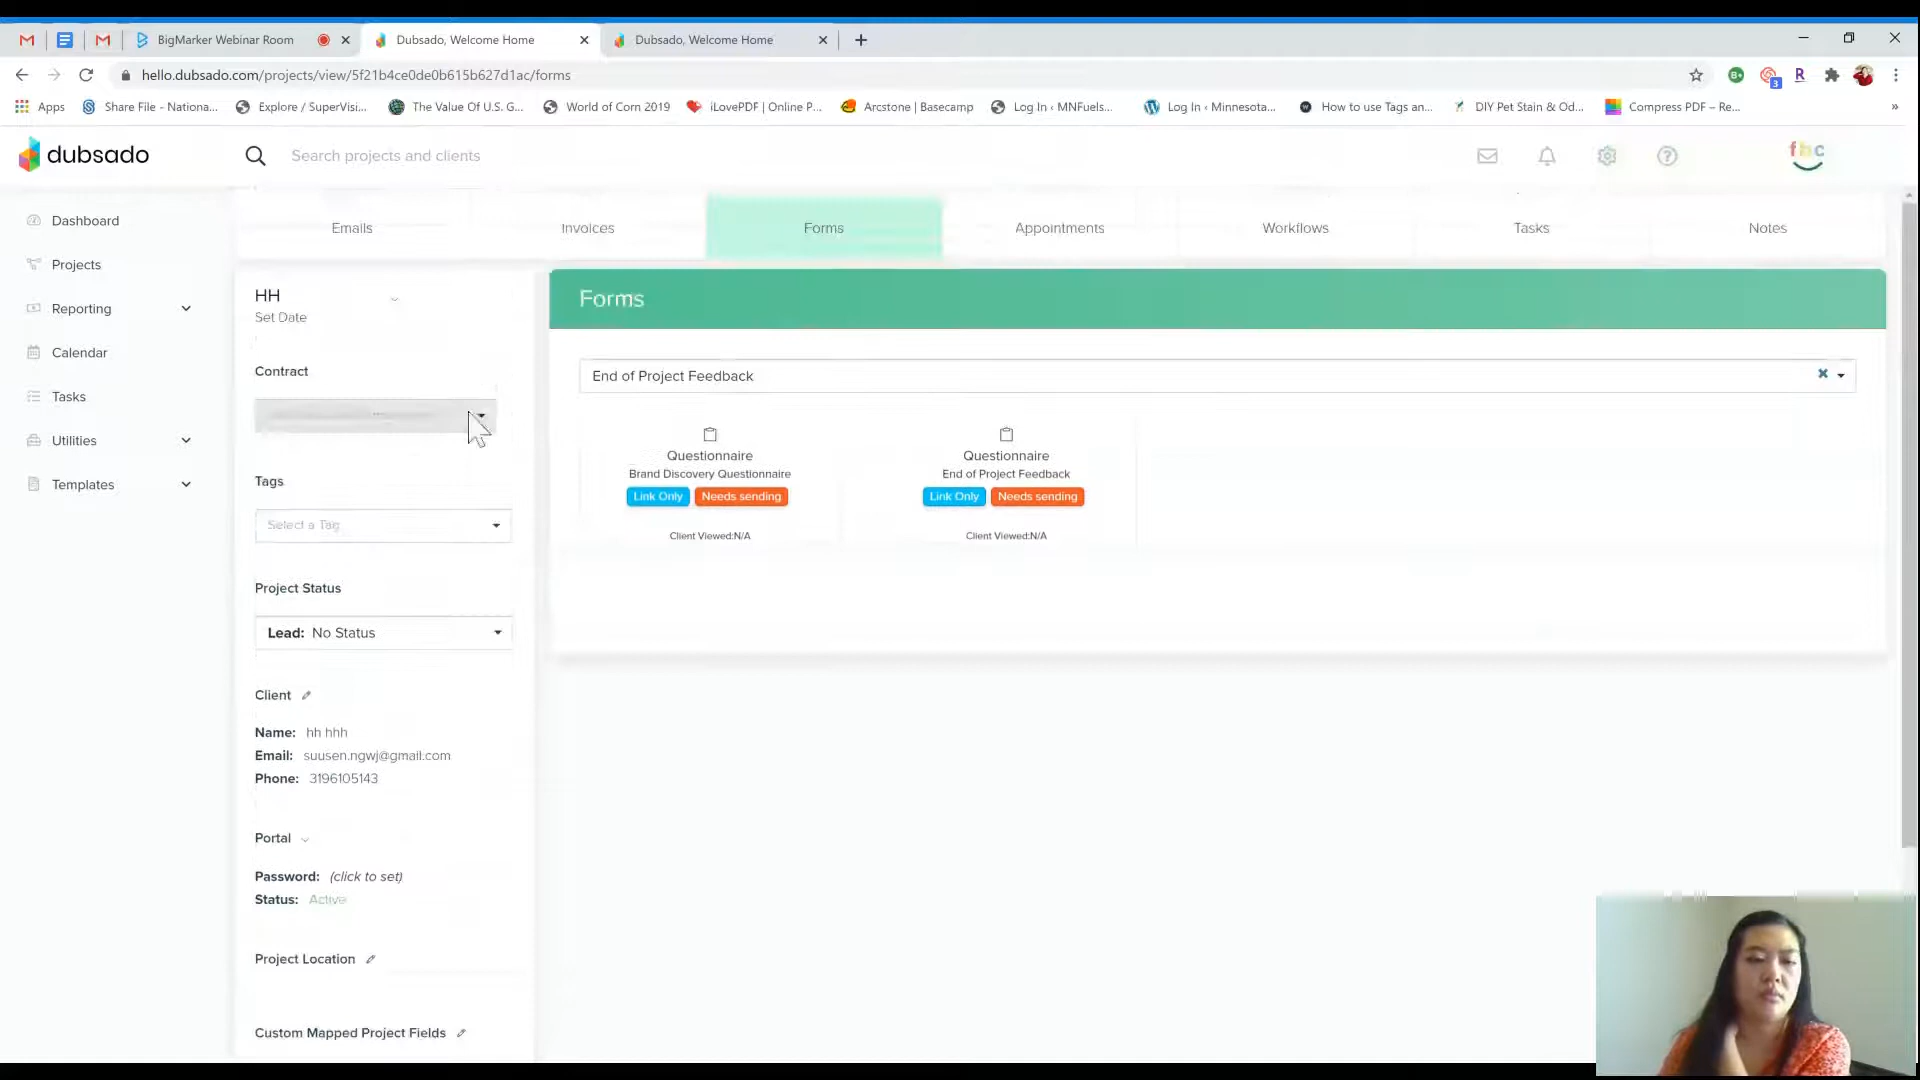 BigMarker Webinar Room
Dubsado, Welcome Home
Dubsado, Welcome Home
hello.dubsado.com/projects/view/5f21b4ce0de0b615b627d1ac/forms
Apps
Share File - Nationa...
Explore / SuperVisi...
The Value Of U.S. G...
World of Corn 2019
iLovePDF | Online P...
Arcstone | Basecamp
Log In ‹ MNFuels...
Log In ‹ Minnesota...
How to use Tags an...
DIY Pet Stain & Od...
Compress PDF – Re...
dubsado
Search projects and clients
fbc
Dashboard
Projects
Reporting
Calendar
Tasks
Utilities
Templates
Emails
Invoices
Forms
Appointments
Workflows
Tasks
Notes
HH
Set Date
Contract
Tags
Select a Tag
Project Status
Lead: No Status
Client
Name: hh hhh
Email: suusen.ngwj@gmail.com
Phone: 3196105143
Portal
Password: (click to set)
Status: Active
Project Location
Custom Mapped Project Fields
Forms
End of Project Feedback
Questionnaire
Brand Discovery Questionnaire
Link Only Needs sending
Client Viewed:N/A
Questionnaire
End of Project Feedback
Link Only Needs sending
Client Viewed:N/A